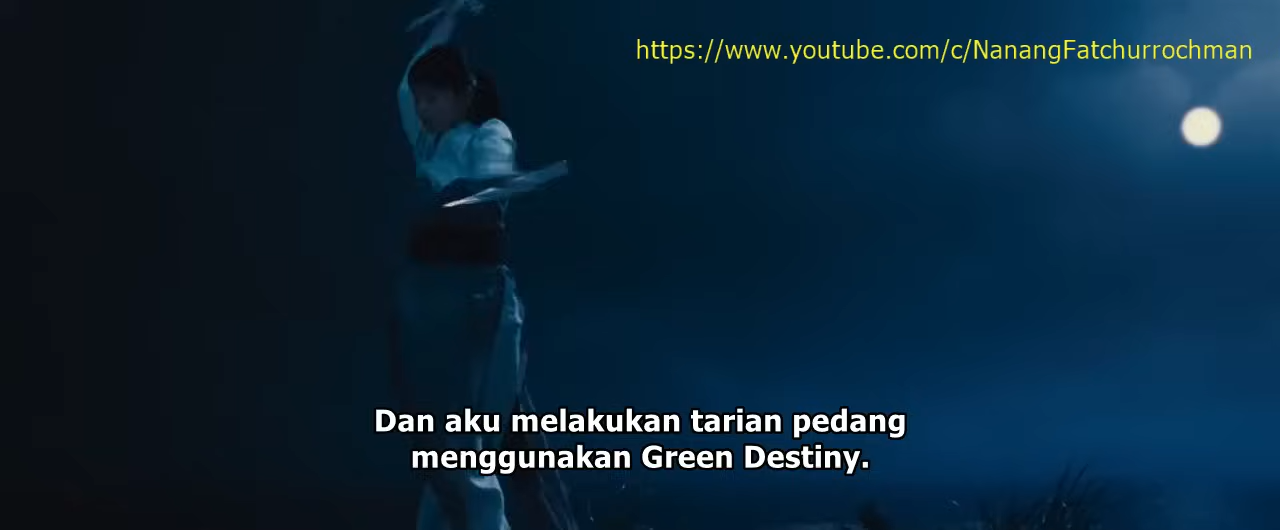 https://www.youtube.com/c/NanangFatchurrochman
Dan aku melakukan tarian pedang
menggunakan Green Destiny.